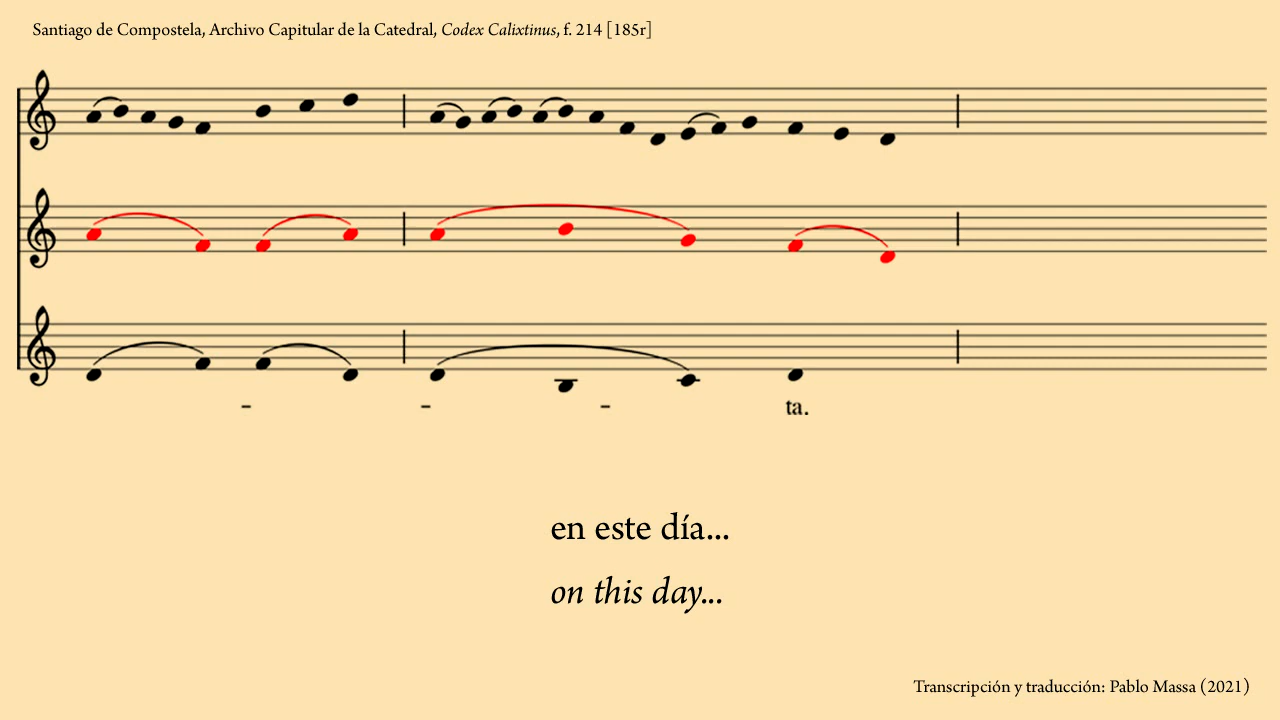 Santiago de Compostela, Archivo Capitular de la Catedral, Codex Calixtinus, f. 214 [185r]
- - - ta.
en este día...
on this day...
Transcripción y traducción: Pablo Massa (2021)